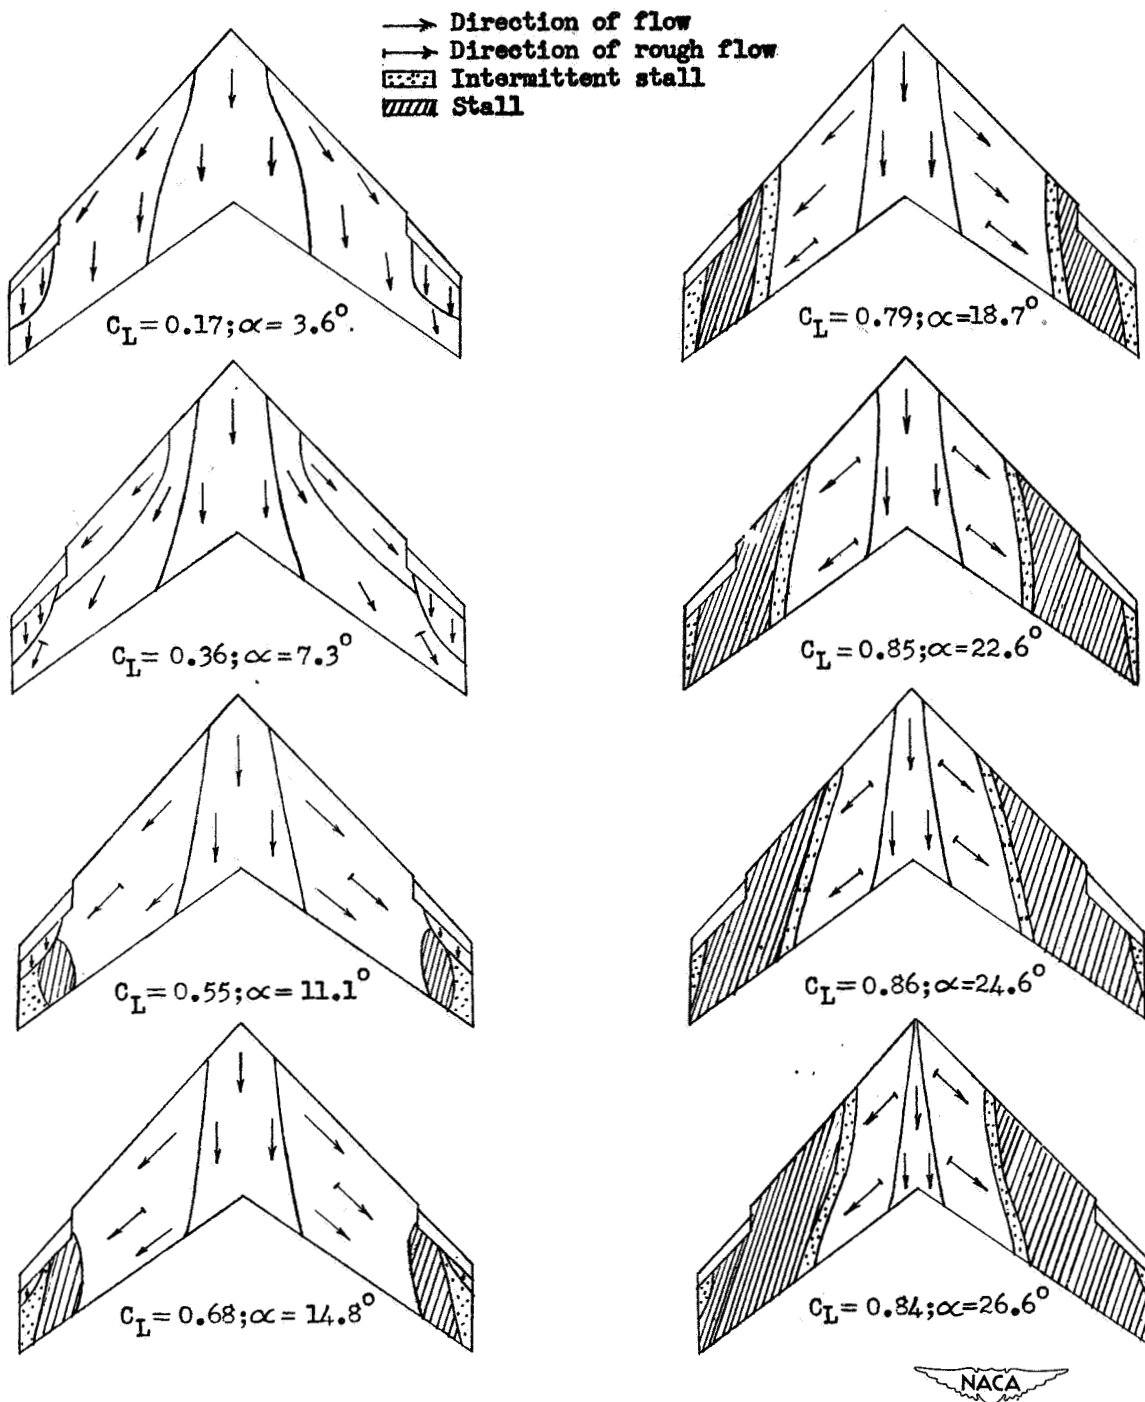 Direction of flow
Direction of rough flow
Intermittent stall
Stall
C_L = 0.17; α = 3.6°
C_L = 0.36; α = 7.3°
C_L = 0.55; α = 11.1°
C_L = 0.68; α = 14.8°
C_L = 0.79; α = 18.7°
C_L = 0.85; α = 22.6°
C_L = 0.86; α = 24.6°
C_L = 0.84; α = 26.6°
NACA